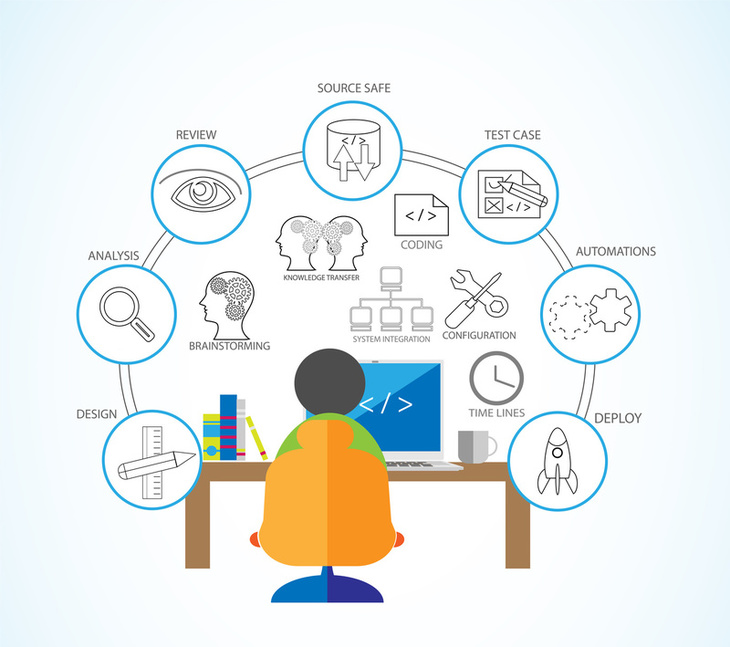 SOURCE SAFE
REVIEW
TEST CASE
</>
</>
</>
CODING
ANALYSIS
AUTOMATIONS
KNOWLEDGE TRANSFER
BRAINSTORMING
SYSTEM INTEGRATION
CONFIGURATION
</>
TIME LINES
DESIGN
DEPLOY